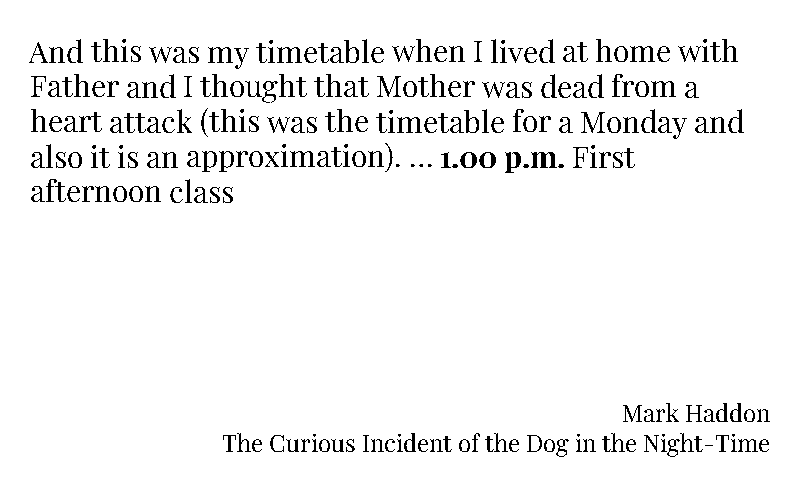 And this was my timetable when I lived at home with
Father and I thought that Mother was dead from a
heart attack (this was the timetable for a Monday and
also it is an approximation). ... 1.00 p.m. First
afternoon class
Mark Haddon
The Curious Incident of the Dog in the Night-Time